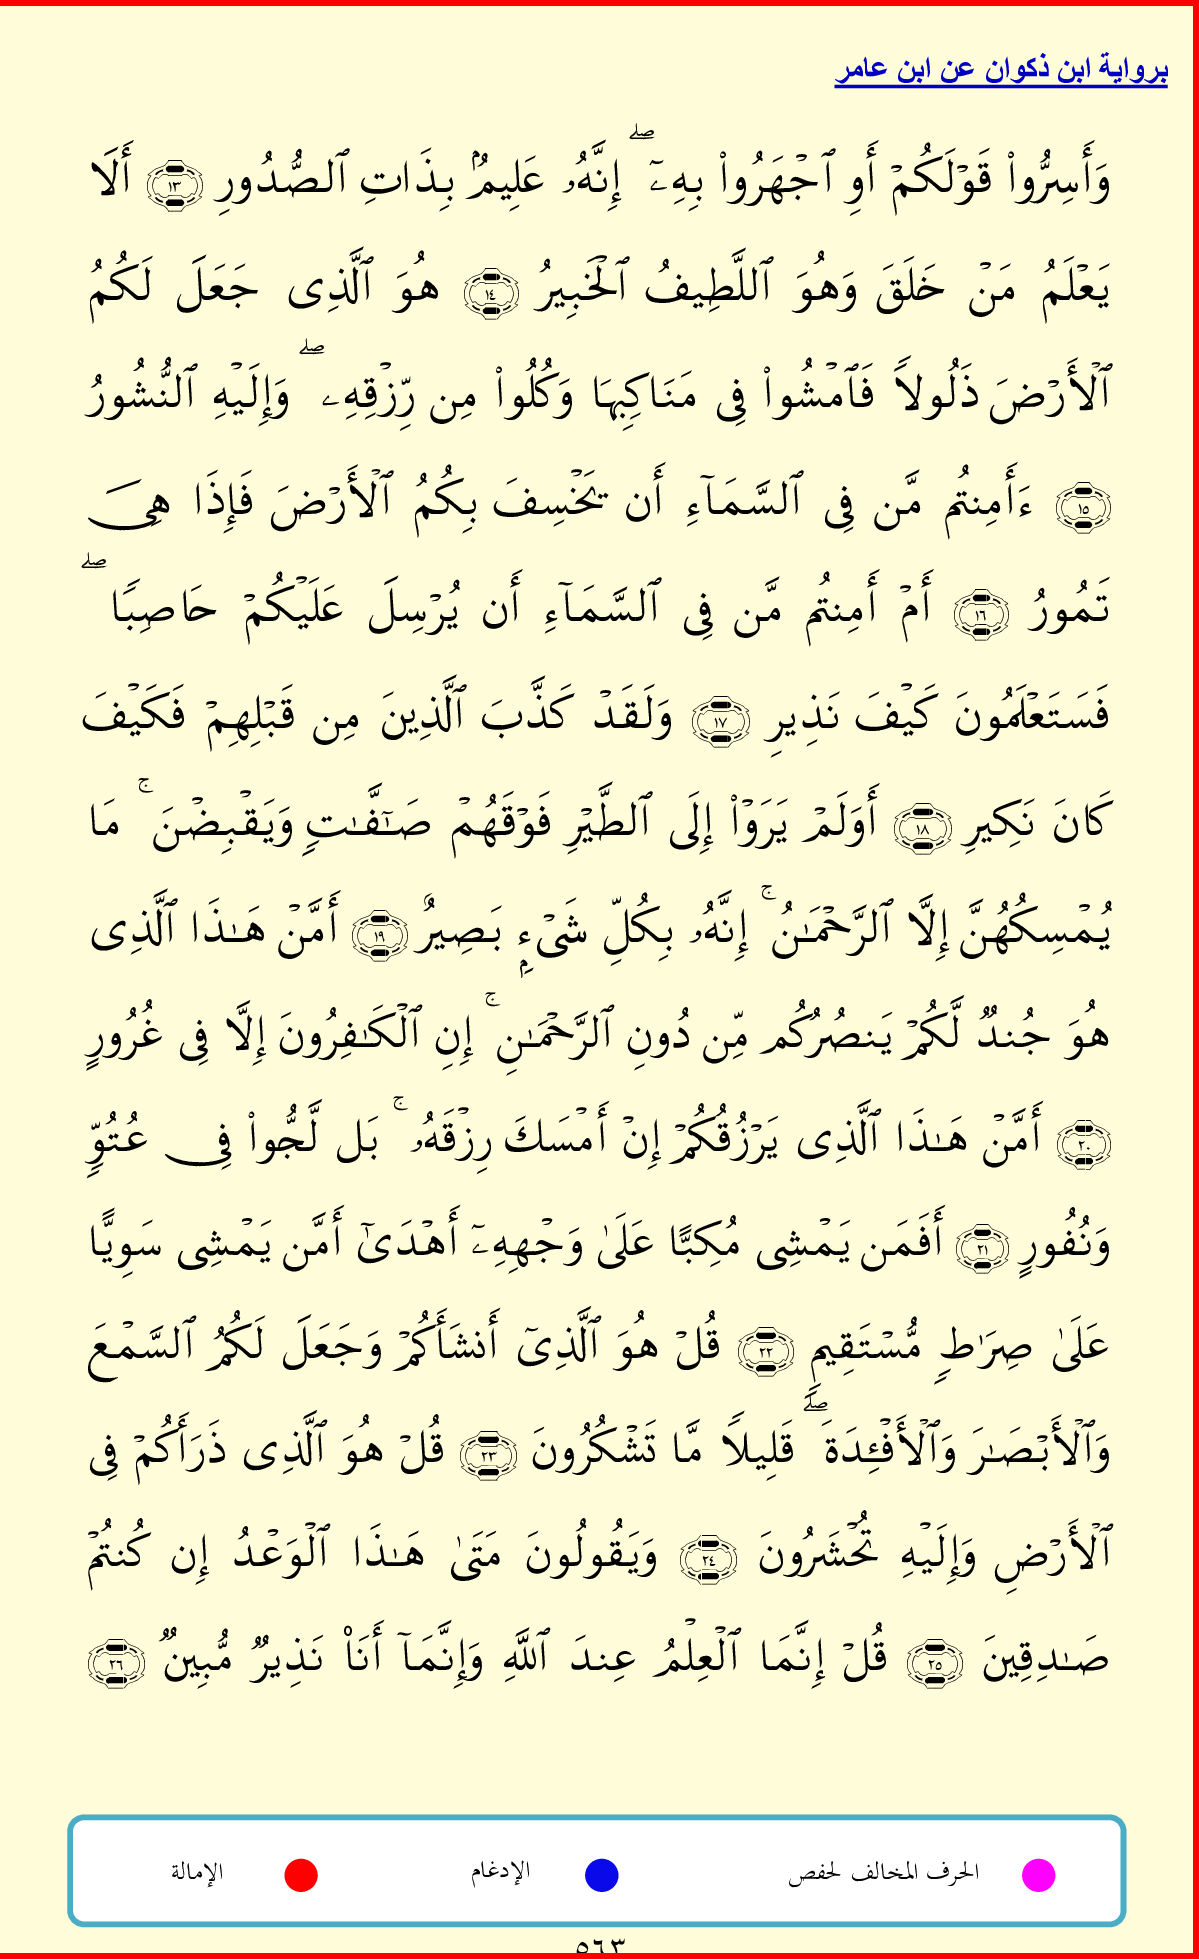 برواية ابن ذكوان عن ابن عامر
وَأَسِرُّوا۟ قَوْلَكُمْ أَوِ ٱجْهَرُوا۟ بِهِۦٓ ۖ إِنَّهُۥ عَلِيمٌۢ بِذَاتِ ٱلصُّدُورِ ١٣ أَلَا
يَعْلَمُ مَنْ خَلَقَ وَهُوَ ٱللَّطِيفُ ٱلْخَبِيرُ ١٤ هُوَ ٱلَّذِى جَعَلَ لَكُمُ
ٱلْأَرْضَ ذَلُولًا فَٱمْشُوا۟ فِى مَنَاكِبِهَا وَكُلُوا۟ مِن رِّزْقِهِۦ ۖ وَإِلَيْهِ ٱلنُّشُورُ
١٥ ءَأَمِنتُم مَّن فِى ٱلسَّمَآءِ أَن يَخْسِفَ بِكُمُ ٱلْأَرْضَ فَإِذَا هِىَ
تَمُورُ ١٦ أَمْ أَمِنتُم مَّن فِى ٱلسَّمَآءِ أَن يُرْسِلَ عَلَيْكُمْ حَاصِبًا ۖ
فَسَتَعْلَمُونَ كَيْفَ نَذِيرِ ١٧ وَلَقَدْ كَذَّبَ ٱلَّذِينَ مِن قَبْلِهِمْ فَكَيْفَ
كَانَ نَكِيرِ ١٨ أَوَلَمْ يَرَوْا۟ إِلَى ٱلطَّيْرِ فَوْقَهُمْ صَـٰٓفَّـٰتٍ وَيَقْبِضْنَ ۚ مَا
يُمْسِكُهُنَّ إِلَّا ٱلرَّحْمَـٰنُ ۚ إِنَّهُۥ بِكُلِّ شَىْءٍۭ بَصِيرٌ ١٩ أَمَّنْ هَـٰذَا ٱلَّذِى
هُوَ جُندٌ لَّكُمْ يَنصُرُكُم مِّن دُونِ ٱلرَّحْمَـٰنِ ۚ إِنِ ٱلْكَـٰفِرُونَ إِلَّا فِى غُرُورٍ
٢٠ أَمَّنْ هَـٰذَا ٱلَّذِى يَرْزُقُكُمْ إِنْ أَمْسَكَ رِزْقَهُۥ ۚ بَل لَّجُّوا۟ فِى عُتُوٍّ
وَنُفُورٍ ٢١ أَفَمَن يَمْشِى مُكِبًّا عَلَىٰ وَجْهِهِۦٓ أَهْدَىٰٓ أَمَّن يَمْشِى سَوِيًّا
عَلَىٰ صِرَٰطٍ مُّسْتَقِيمٍ ٢٢ قُلْ هُوَ ٱلَّذِىٓ أَنشَأَكُمْ وَجَعَلَ لَكُمُ ٱلسَّمْعَ
وَٱلْأَبْصَـٰرَ وَٱلْأَفْـِٔدَةَ ۖ قَلِيلًا مَّا تَشْكُرُونَ ٢٣ قُلْ هُوَ ٱلَّذِى ذَرَأَكُمْ فِى
ٱلْأَرْضِ وَإِلَيْهِ تُحْشَرُونَ ٢٤ وَيَقُولُونَ مَتَىٰ هَـٰذَا ٱلْوَعْدُ إِن كُنتُمْ
صَـٰدِقِينَ ٢٥ قُلْ إِنَّمَا ٱلْعِلْمُ عِندَ ٱللَّهِ وَإِنَّمَآ أَنَا۠ نَذِيرٌ مُّبِينٌ ٢٦
الحرف المخالف لحفص الإدغام الإمالة
٥٦٣